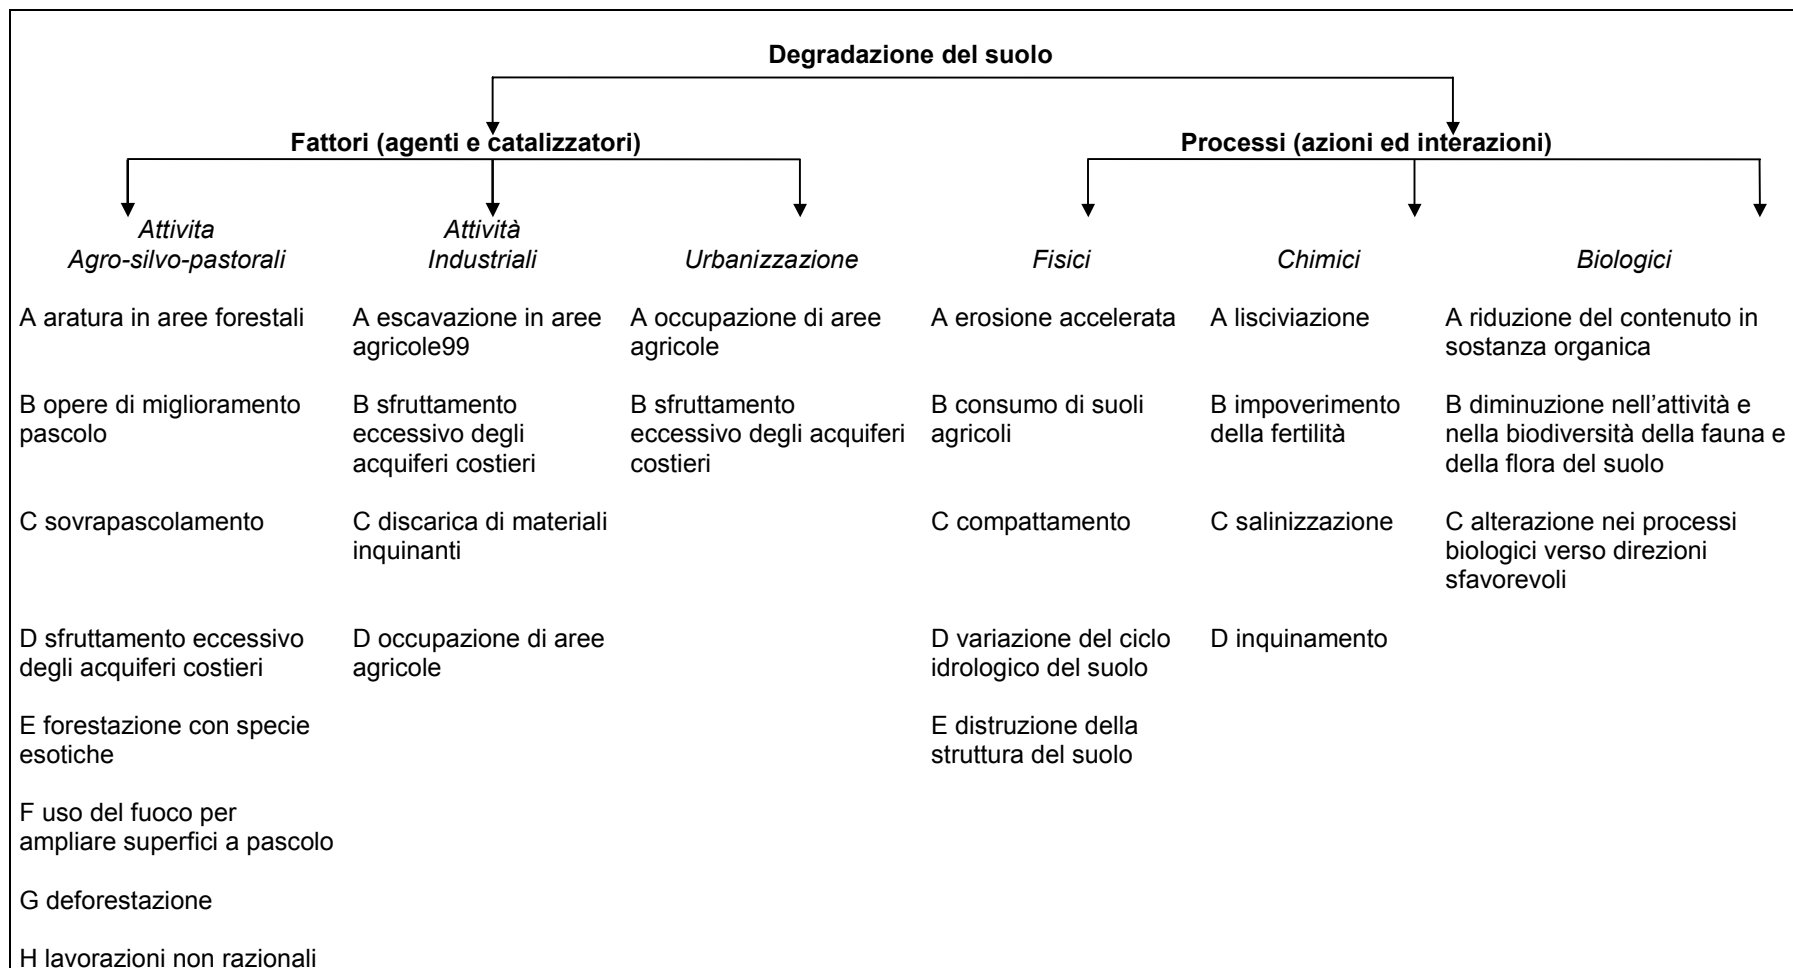 Degradazione del suolo
Fattori (agenti e catalizzatori)
Processi (azioni ed interazioni)
Attivita
Agro-silvo-pastorali
Attività
Industriali
Urbanizzazione
Fisici
Chimici
Biologici
A aratura in aree forestali
A escavazione in aree
agricole99
A occupazione di aree
agricole
A erosione accelerata
A lisciviazione
A riduzione del contenuto in
sostanza organica
B opere di miglioramento
pascolo
B sfruttamento
eccessivo degli
acquiferi costieri
B sfruttamento
eccessivo degli acquiferi
costieri
B consumo di suoli
agricoli
B impoverimento
della fertilità
B diminuzione nell’attività e
nella biodiversità della fauna e
della flora del suolo
C sovrapascolamento
C discarica di materiali
inquinanti
C compattamento
C salinizzazione
C alterazione nei processi
biologici verso direzioni
sfavorevoli
D sfruttamento eccessivo
degli acquiferi costieri
D occupazione di aree
agricole
D variazione del ciclo
idrologico del suolo
D inquinamento
E forestazione con specie
esotiche
E distruzione della
struttura del suolo
F uso del fuoco per
ampliare superfici a pascolo
G deforestazione
H lavorazioni non razionali